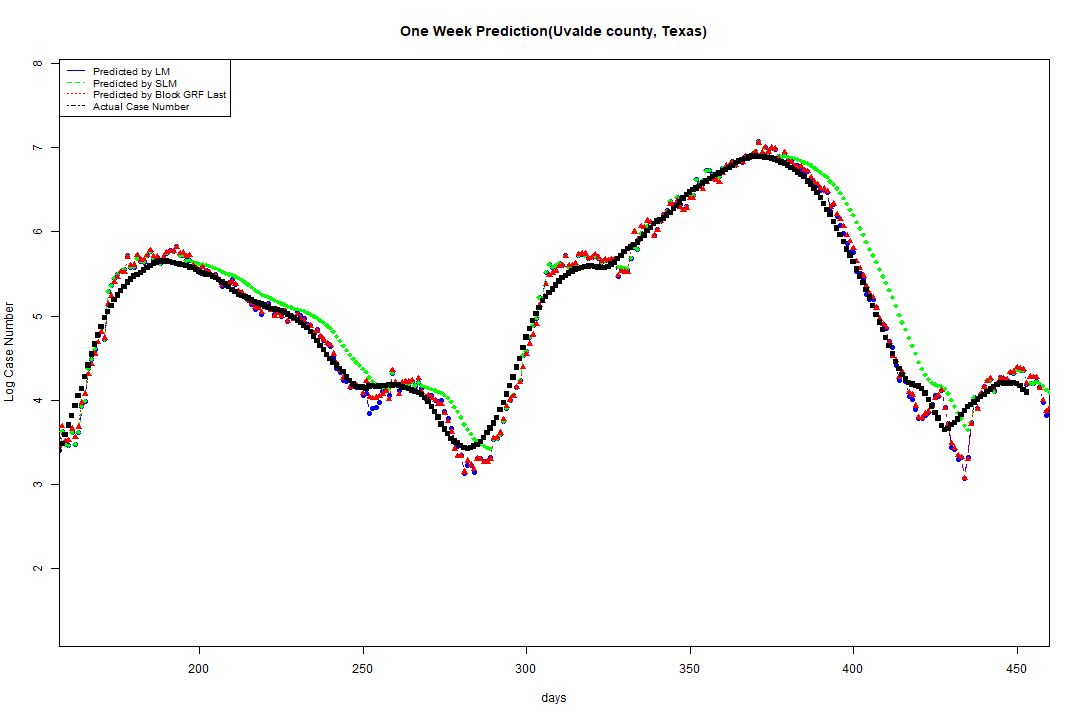 One Week Prediction(Uvalde county, Texas)
Predicted by LM
Predicted by SLM
Predicted by Block GRF Last
Actual Case Number
8
7
6
5
4
3
2
Log Case Number
200 250 300 350 400 450
days